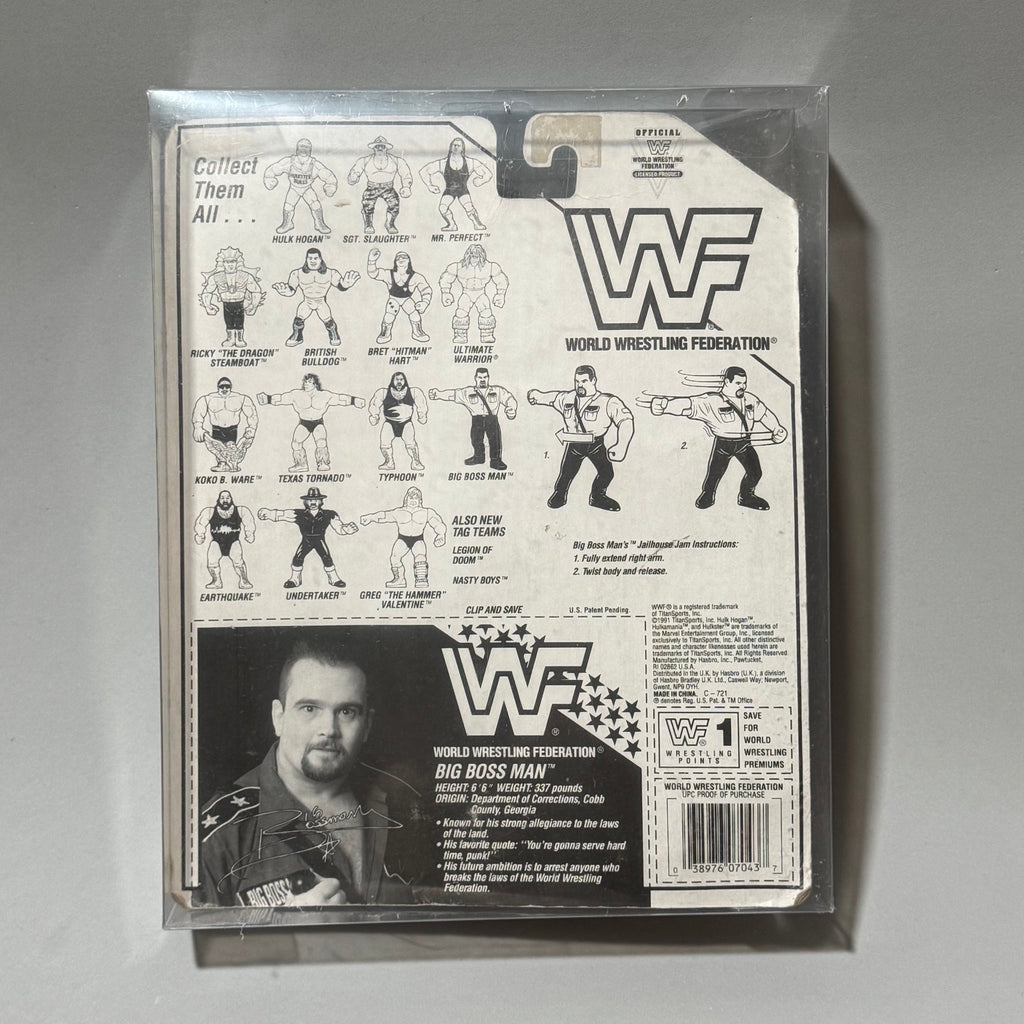 Collect
Them
All . . .
HULK HOGAN™
SGT. SLAUGHTER™
MR. PERFECT™
RICKY "THE DRAGON"
STEAMBOAT™
BRITISH
BULLDOG™
BRET "HITMAN"
HART™
ULTIMATE
WARRIOR®
KOKO B. WARE™
TEXAS TORNADO™
TYPHOON™
BIG BOSS MAN™
EARTHQUAKE™
UNDERTAKER™
GREG "THE HAMMER"
VALENTINE™
ALSO NEW
TAG TEAMS
LEGION OF
DOOM™
NASTY BOYS™
OFFICIAL
WF
WORLD WRESTLING
FEDERATION
LICENSED PRODUCT
WF®
WORLD WRESTLING FEDERATION®
1.
2.
Big Boss Man's™ Jailhouse Jam Instructions:
1. Fully extend right arm.
2. Twist body and release.
CLIP AND SAVE
U.S. Patent Pending.
WF®
WORLD WRESTLING FEDERATION®
BIG BOSS MAN™
HEIGHT: 6' 6" WEIGHT: 337 pounds
ORIGIN: Department of Corrections, Cobb
County, Georgia
• Known for his strong allegiance to the laws
of the land.
• His favorite quote: "You're gonna serve hard
time, punk!"
• His future ambition is to arrest anyone who
breaks the laws of the World Wrestling
Federation.
BIG BOSS
WWF® is a registered trademark
of TitanSports, Inc.
©1991 TitanSports, Inc. Hulk Hogan™,
Hulkamania™, and Hulkster™ are trademarks of
the Marvel Entertainment Group, Inc., licensed
exclusively to TitanSports, Inc. All other distinctive
names and character likenesses used herein are
trademarks of TitanSports, Inc. All Rights Reserved.
Manufactured by Hasbro, Inc., Pawtucket,
RI 02862 U.S.A.
Distributed in the U.K. by Hasbro (U.K.), a division
of Hasbro Bradley U.K. Ltd., Caswell Way, Newport,
Gwent, NP9 0YH.
MADE IN CHINA. C – 721
® denotes Reg. U.S. Pat. & TM Office
WF® 1
WRESTLING
POINTS
SAVE
FOR
WORLD
WRESTLING
PREMIUMS
WORLD WRESTLING FEDERATION
UPC PROOF OF PURCHASE
0 38976 07043 7